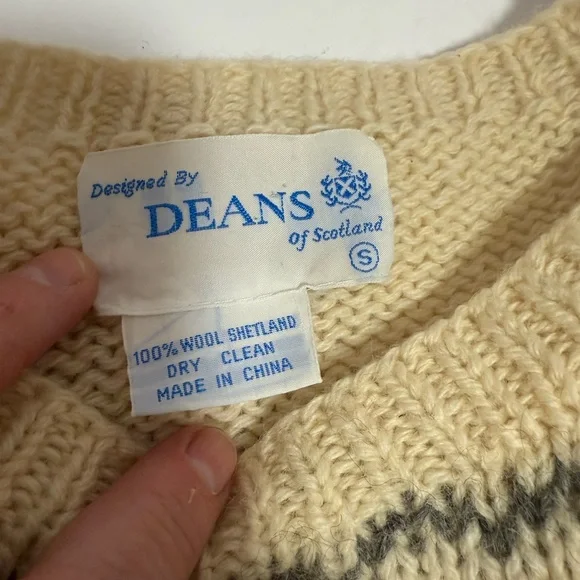 Designed By
DEANS
of Scotland
S
100% WOOL SHETLAND
DRY CLEAN
MADE IN CHINA